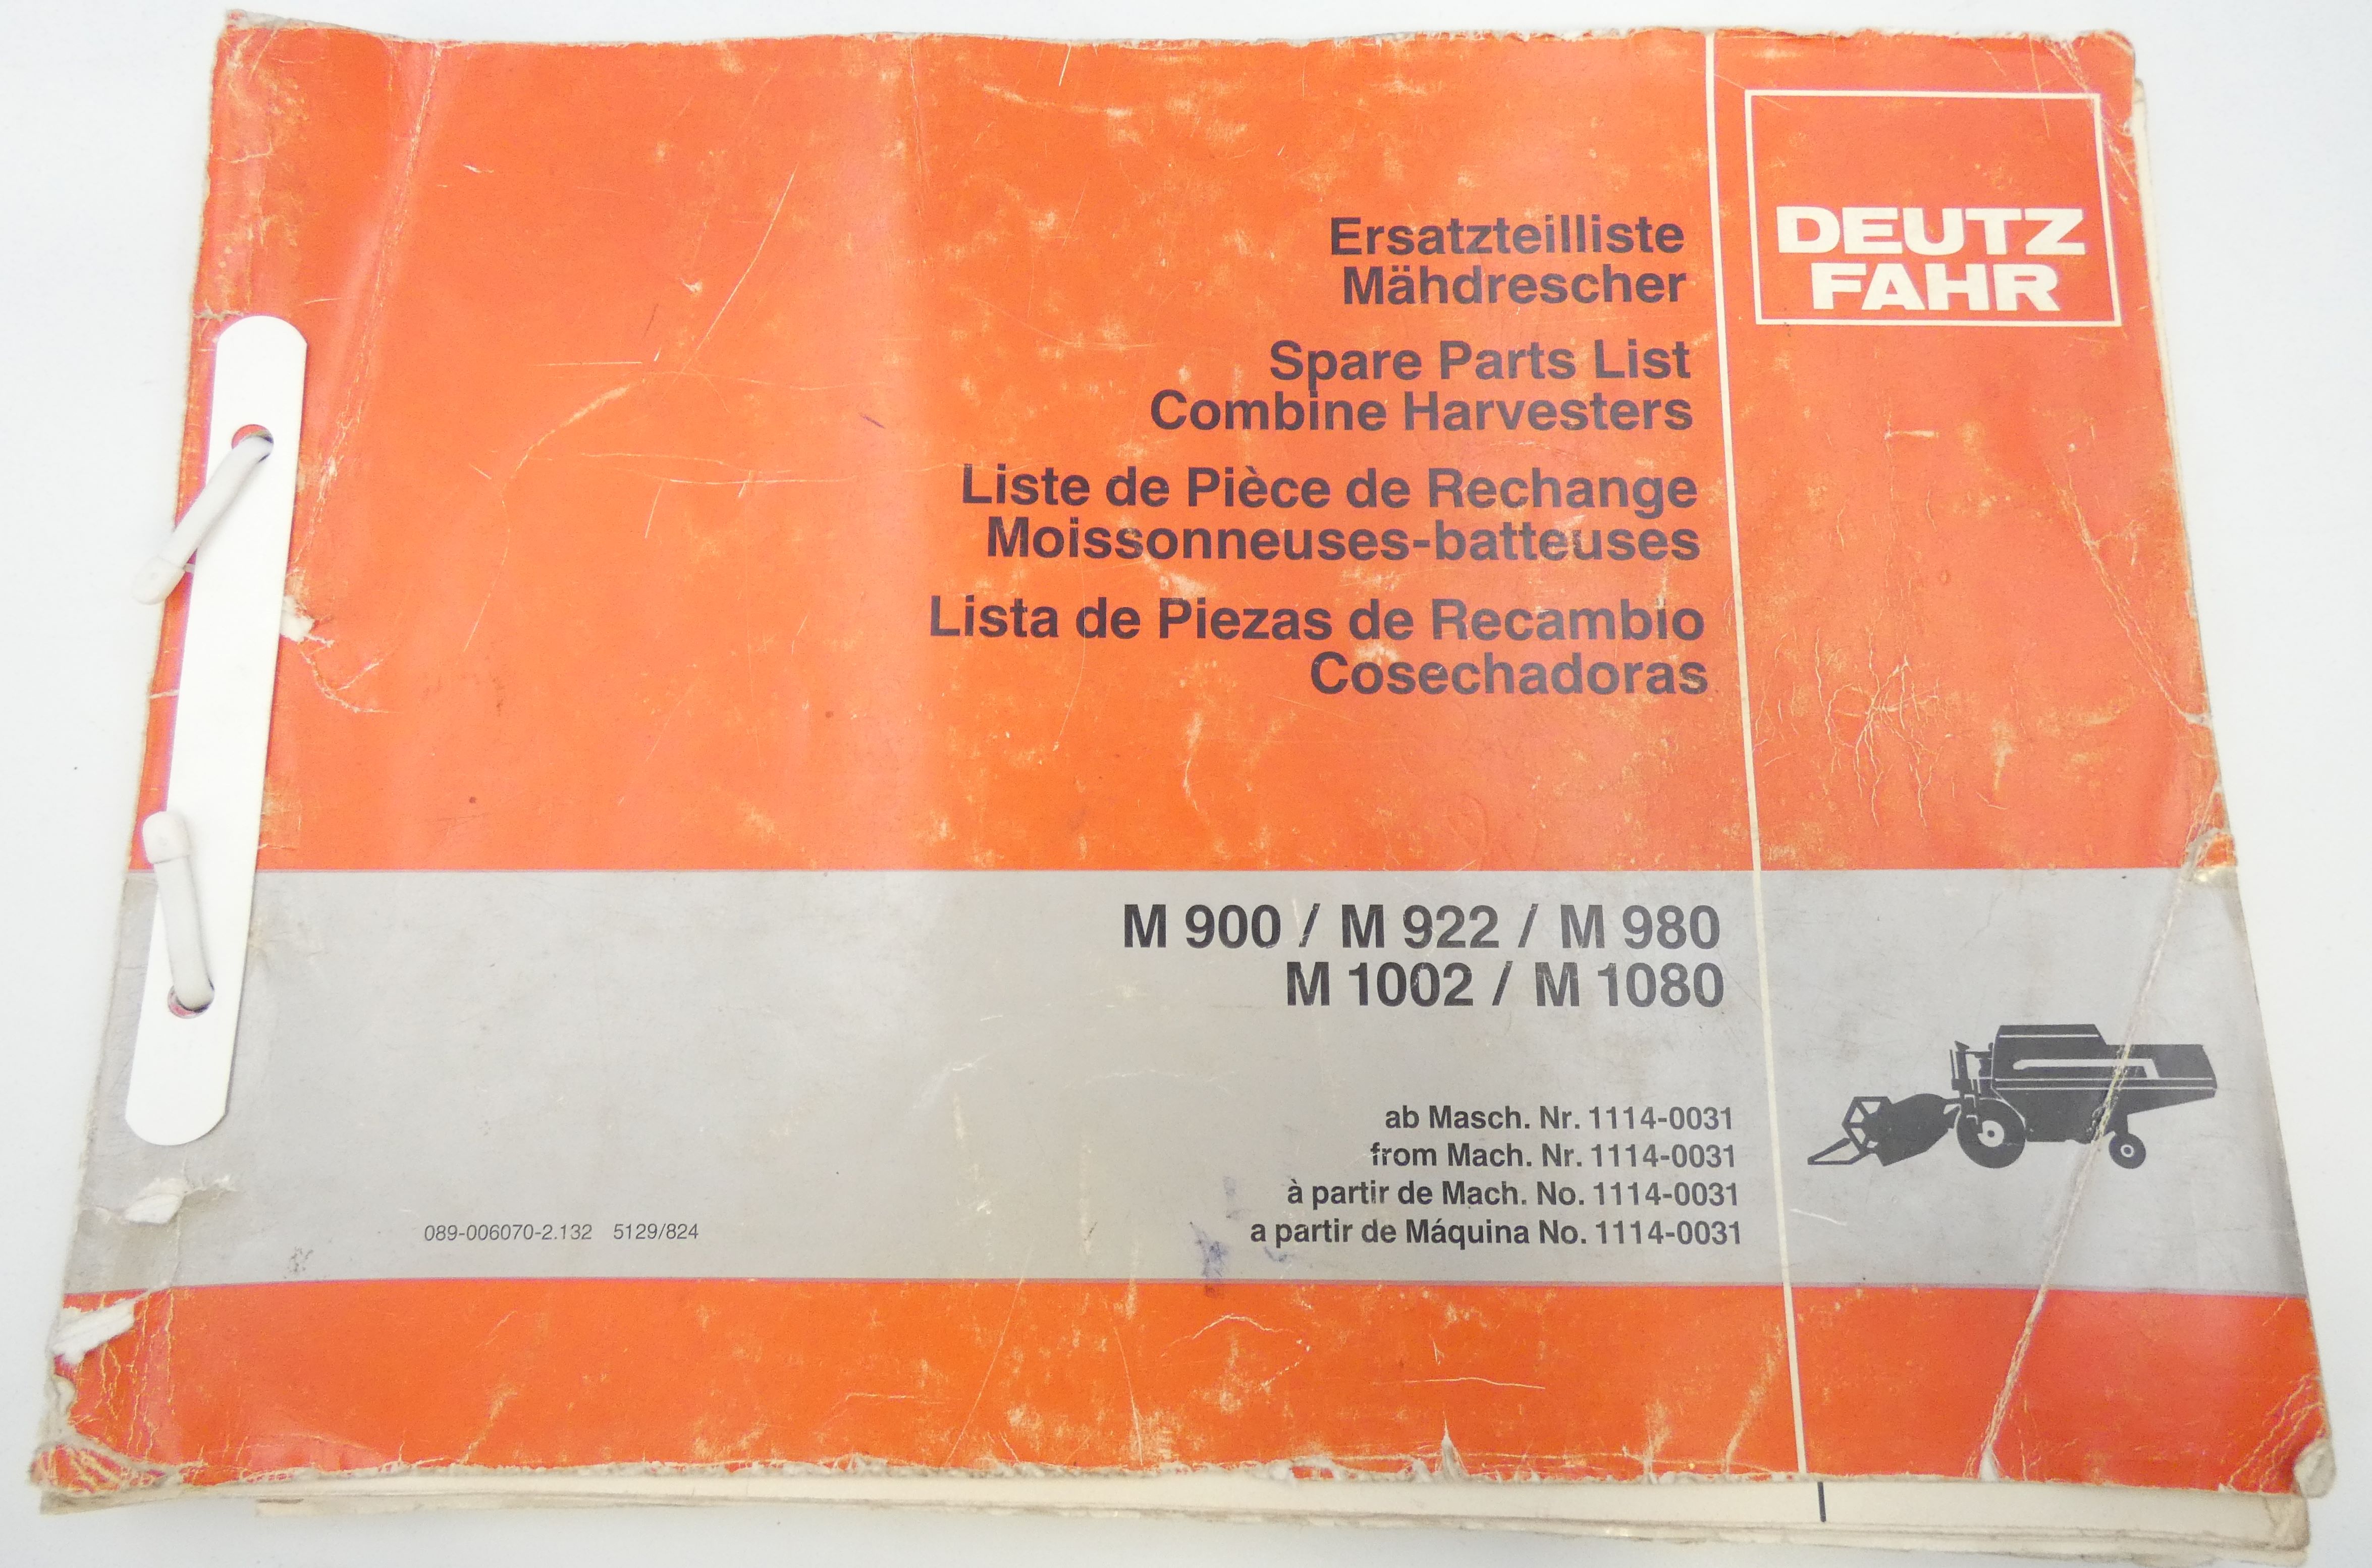 DEUTZ
FAHR
Ersatzteilliste
Mähdrescher
Spare Parts List
Combine Harvesters
Liste de Pièce de Rechange
Moissonneuses-batteuses
Lista de Piezas de Recambio
Cosechadoras
M 900 / M 922 / M 980
M 1002 / M 1080
ab Masch. Nr. 1114-0031
from Mach. Nr. 1114-0031
à partir de Mach. No. 1114-0031
a partir de Máquina No. 1114-0031
089-006070-2.132 5129/824